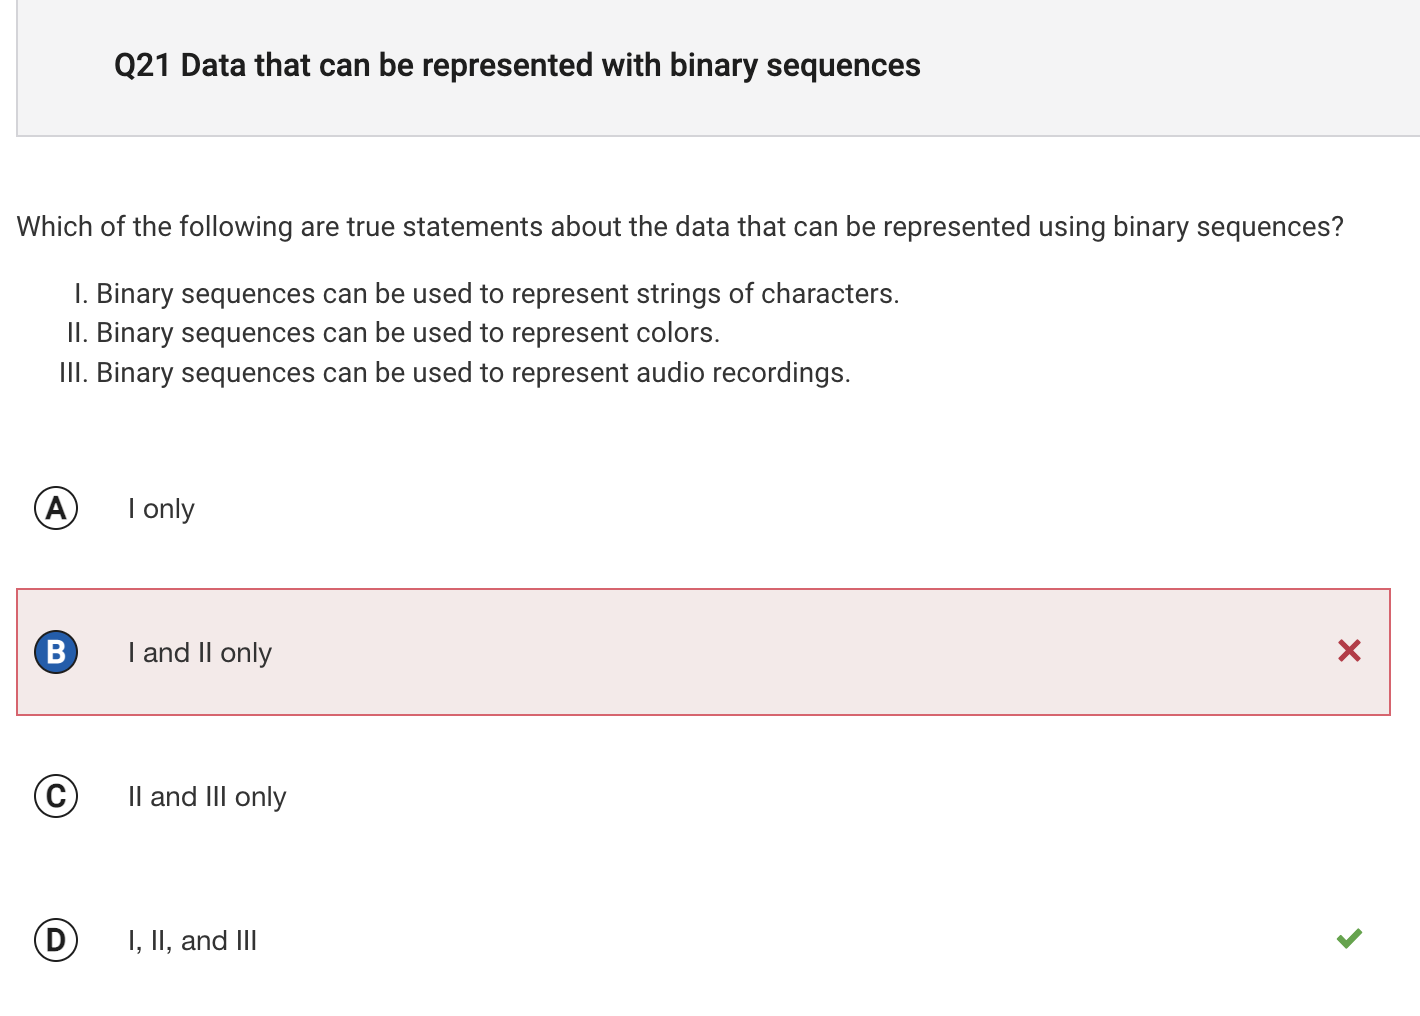 Q21 Data that can be represented with binary sequences
Which of the following are true statements about the data that can be represented using binary sequences?
I. Binary sequences can be used to represent strings of characters.
II. Binary sequences can be used to represent colors.
III. Binary sequences can be used to represent audio recordings.
A I only
B I and II only
C II and III only
D I, II, and III